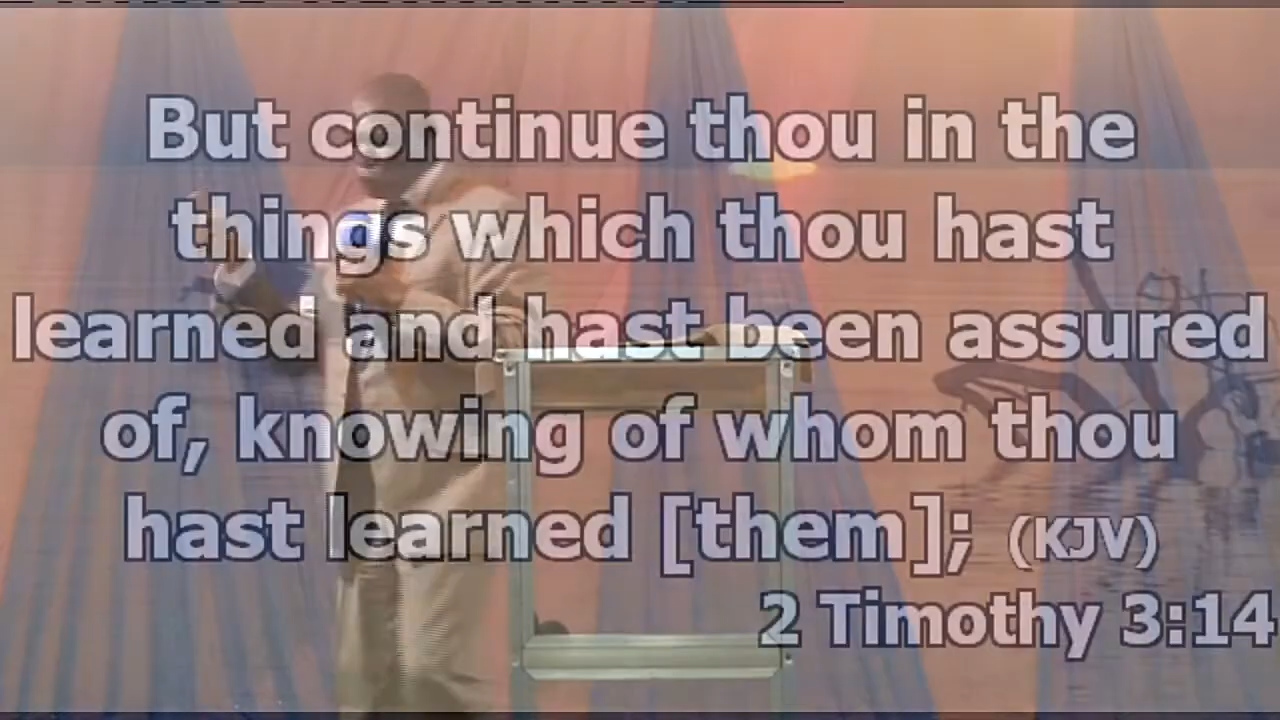 But continue thou in the
things which thou hast
learned and hast been assured
of, knowing of whom thou
hast learned [them]; (KJV)
2 Timothy 3:14